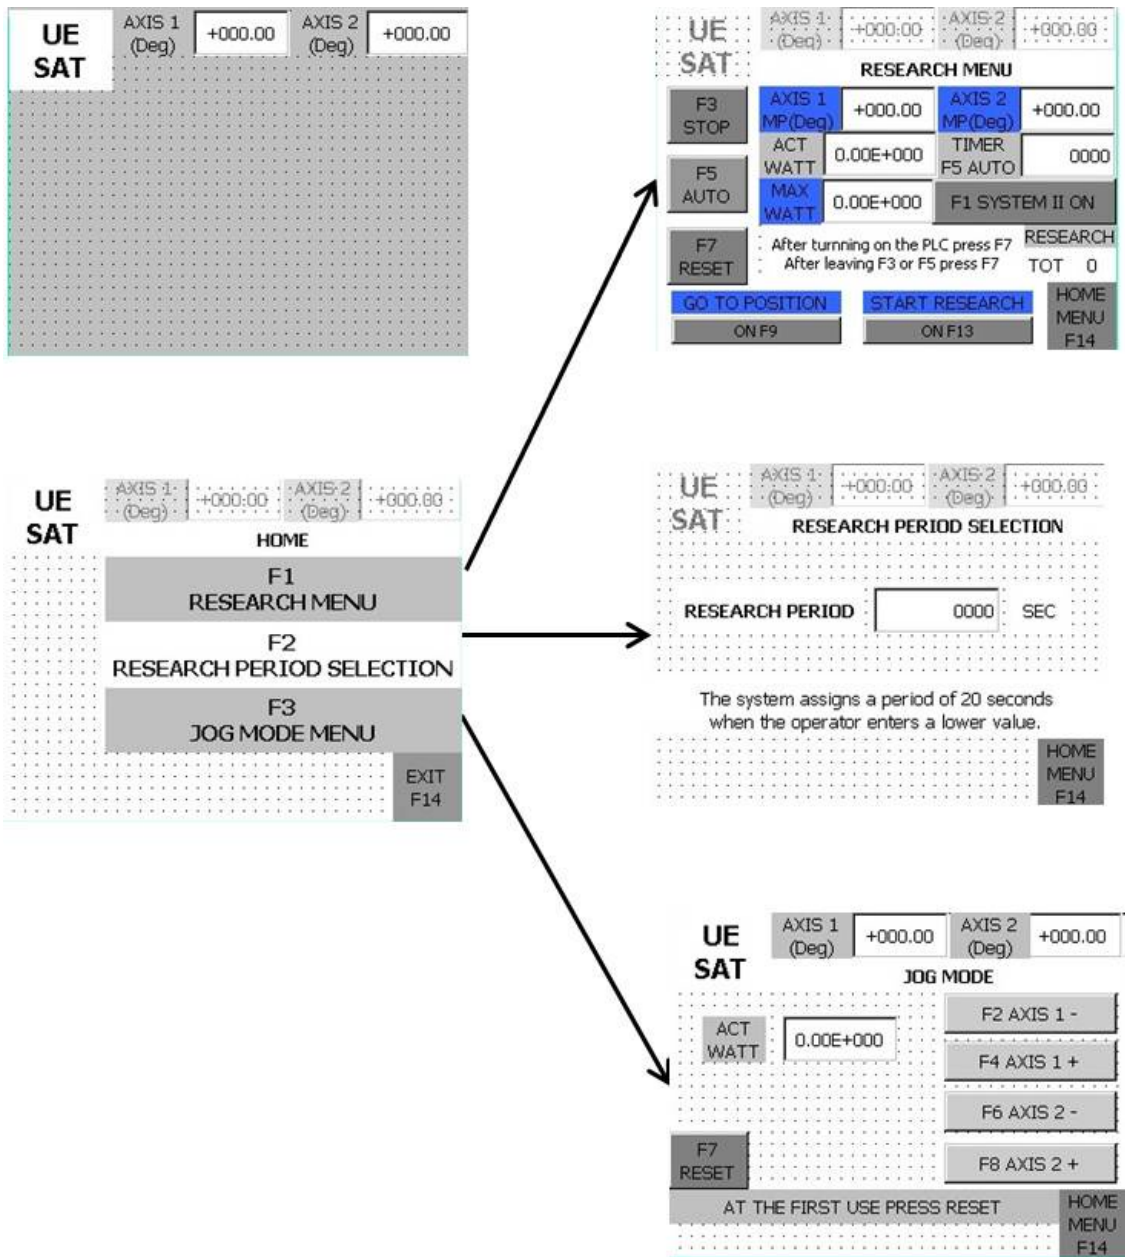 UE
SAT
AXIS 1
(Deg)
+000.00
AXIS 2
(Deg)
+000.00
UE
SAT
AXIS 1
(Deg)
+000.00
AXIS 2
(Deg)
+000.00
RESEARCH MENU
F3
STOP
AXIS 1
MP(Deg)
+000.00
AXIS 2
MP(Deg)
+000.00
F5
AUTO
ACT
WATT
0.00E+000
TIMER
F5 AUTO
0000
MAX
WATT
0.00E+000
F1 SYSTEM II ON
F7
RESET
After turnning on the PLC press F7
After leaving F3 or F5 press F7
RESEARCH
TOT 0
GO TO POSITION
ON F9
START RESEARCH
ON F13
HOME
MENU
F14
UE
SAT
AXIS 1
(Deg)
+000.00
AXIS 2
(Deg)
+000.00
HOME
F1
RESEARCH MENU
F2
RESEARCH PERIOD SELECTION
F3
JOG MODE MENU
EXIT
F14
UE
SAT
AXIS 1
(Deg)
+000.00
AXIS 2
(Deg)
+000.00
RESEARCH PERIOD SELECTION
RESEARCH PERIOD 0000 SEC
The system assigns a period of 20 seconds
when the operator enters a lower value.
HOME
MENU
F14
UE
SAT
AXIS 1
(Deg)
+000.00
AXIS 2
(Deg)
+000.00
JOG MODE
ACT
WATT
0.00E+000
F2 AXIS 1 -
F4 AXIS 1 +
F6 AXIS 2 -
F8 AXIS 2 +
F7
RESET
AT THE FIRST USE PRESS RESET
HOME
MENU
F14